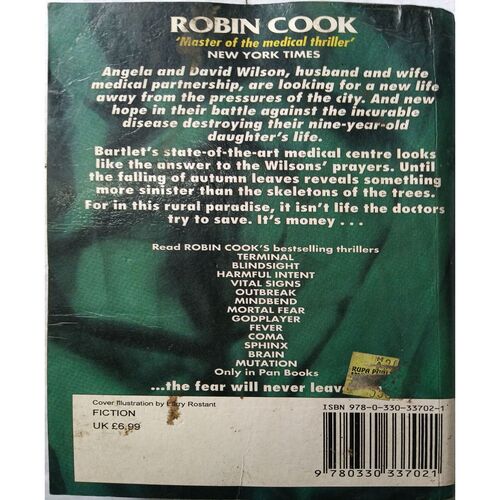 ROBIN COOK
'Master of the medical thriller'
NEW YORK TIMES
Angela and David Wilson, husband and wife
medical partnership, are looking for a new life
away from the pressures of the city. And new
hope in their battle against the incurable
disease destroying their nine-year-old
daughter's life.
Bartlet's state-of-the-art medical centre looks
like the answer to the Wilsons' prayers. Until
the falling of autumn leaves reveals something
more sinister than the skeletons of the trees.
For in this rural paradise, it isn't life the doctors
try to save. It's money . . .
Read ROBIN COOK'S bestselling thrillers
TERMINAL
BLINDSIGHT
HARMFUL INTENT
VITAL SIGNS
OUTBREAK
MINDBEND
MORTAL FEAR
GODPLAYER
FEVER
COMA
SPHINX
BRAIN
MUTATION
Only in Pan Books
...the fear will never leave
RUPA
Cover Illustration by Larry Rostant
FICTION
UK £6.99
ISBN 978-0-330-33702-1
9 780330 337021